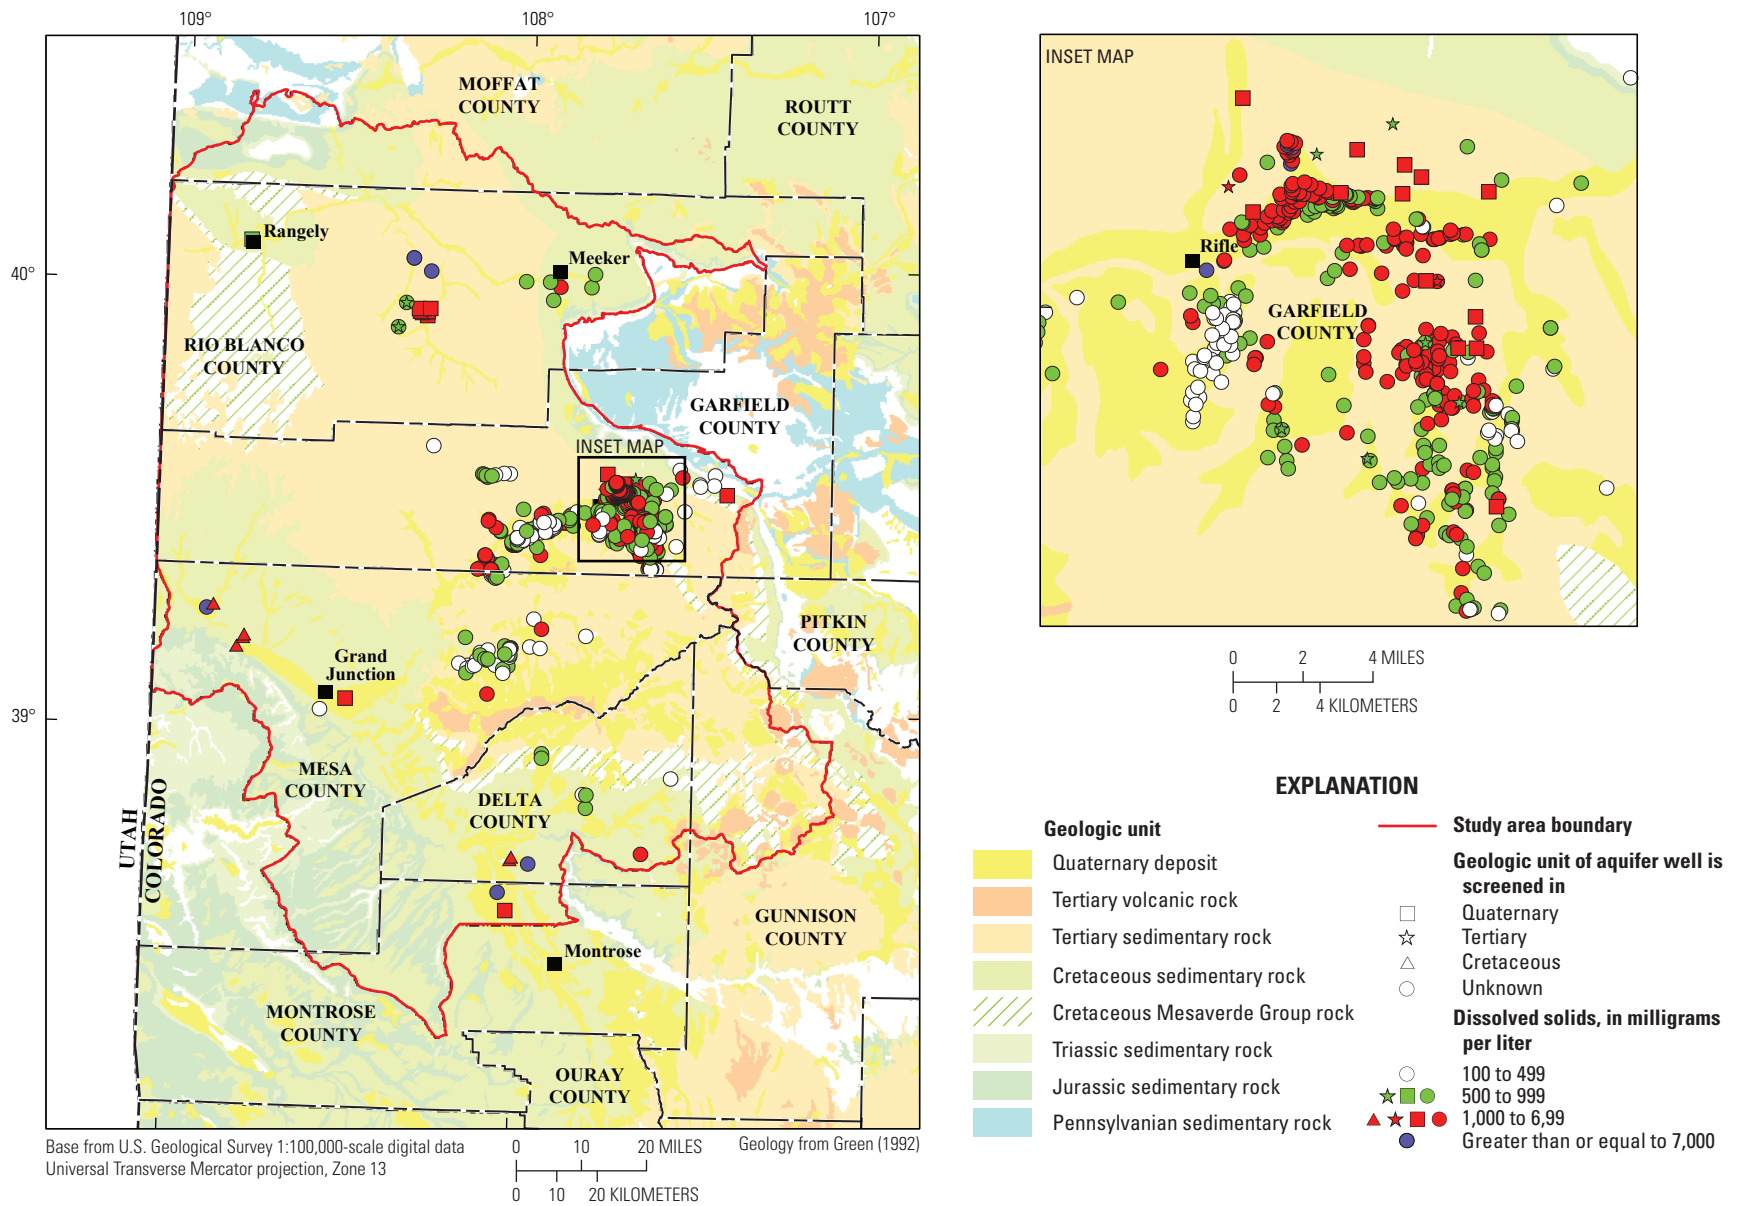 109°
108°
107°
40°
39°
MOFFAT
COUNTY
ROUTT
COUNTY
Rangely
Meeker
RIO BLANCO
COUNTY
GARFIELD
COUNTY
INSET MAP
PITKIN
COUNTY
Grand
Junction
MESA
COUNTY
DELTA
COUNTY
UTAH
COLORADO
GUNNISON
COUNTY
Montrose
MONTROSE
COUNTY
OURAY
COUNTY
Base from U.S. Geological Survey 1:100,000-scale digital data
Universal Transverse Mercator projection, Zone 13
0 10 20 MILES
0 10 20 KILOMETERS
Geology from Green (1992)
INSET MAP
Rifle
GARFIELD
COUNTY
0 2 4 MILES
0 2 4 KILOMETERS
EXPLANATION
Geologic unit
Quaternary deposit
Tertiary volcanic rock
Tertiary sedimentary rock
Cretaceous sedimentary rock
Cretaceous Mesaverde Group rock
Triassic sedimentary rock
Jurassic sedimentary rock
Pennsylvanian sedimentary rock
Study area boundary
Geologic unit of aquifer well is
screened in
Quaternary
Tertiary
Cretaceous
Unknown
Dissolved solids, in milligrams
per liter
100 to 499
500 to 999
1,000 to 6,99
Greater than or equal to 7,000